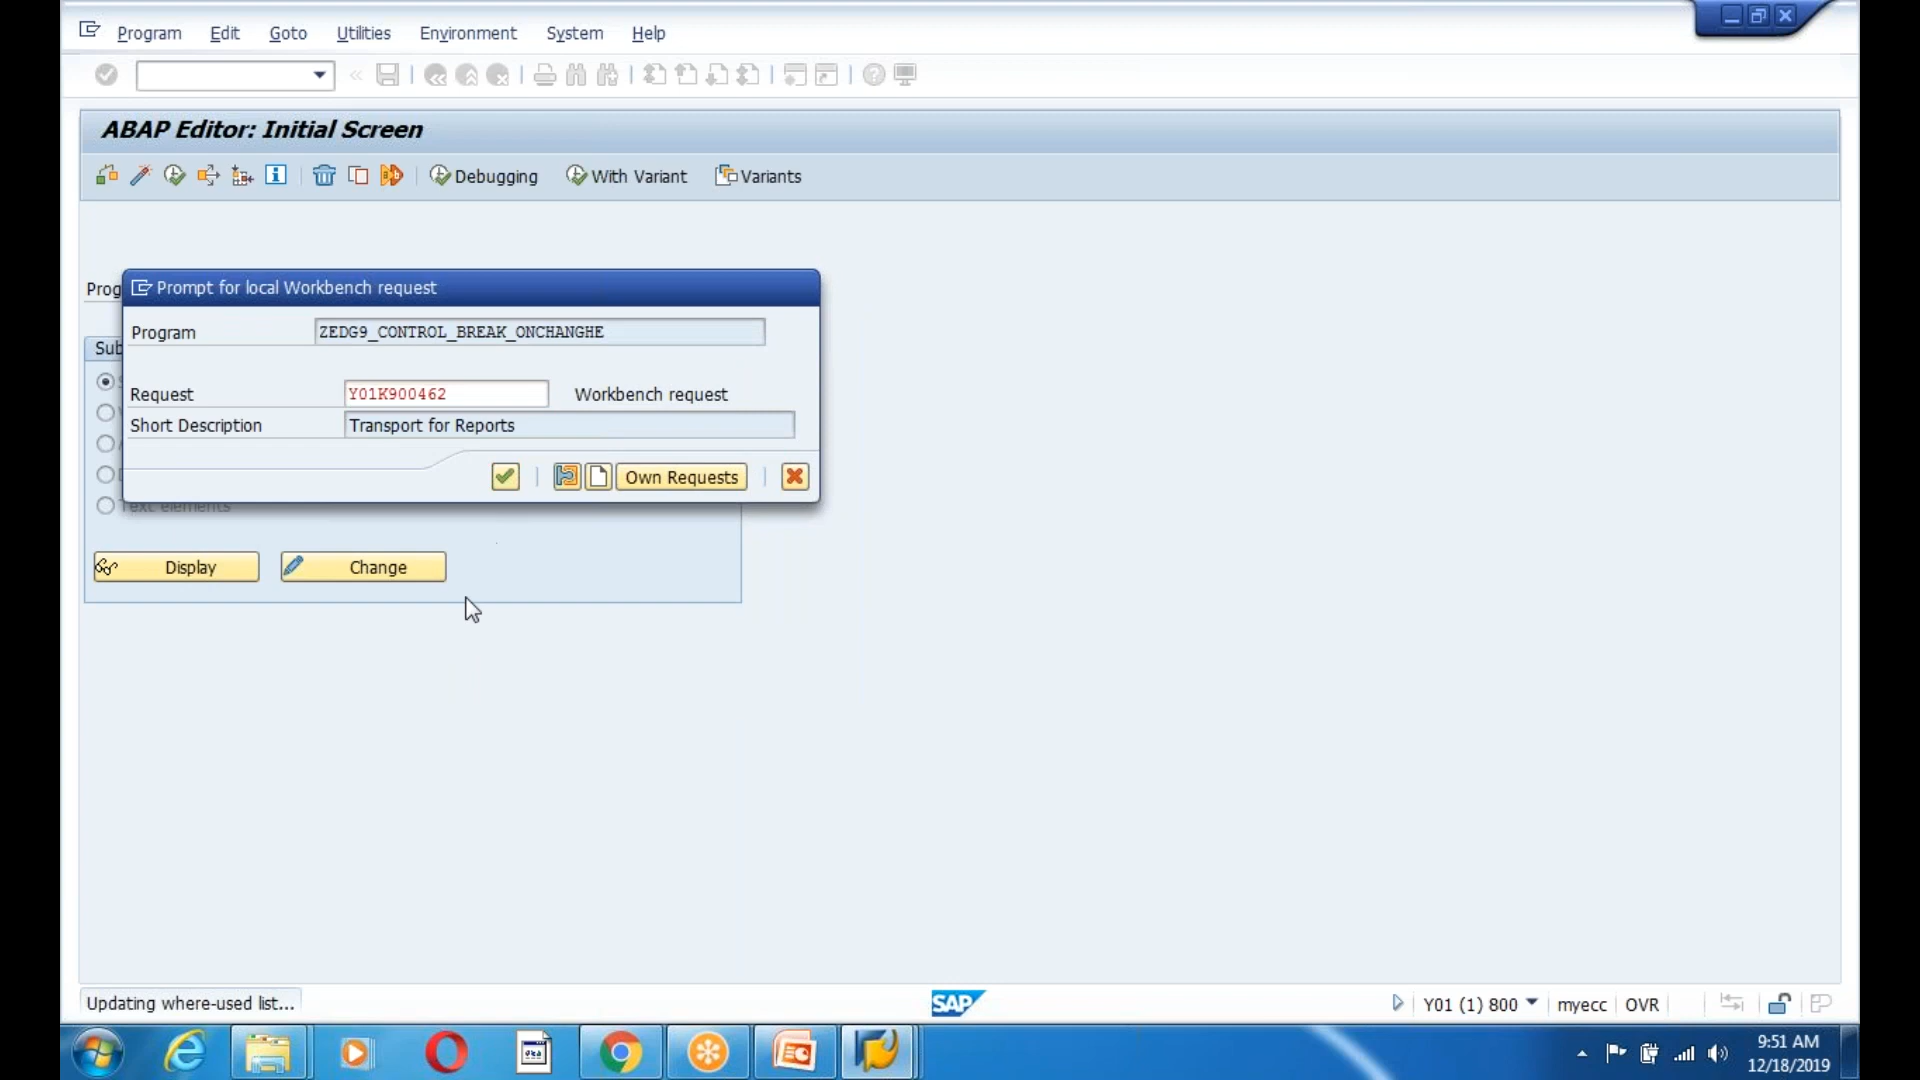 Program Edit Goto Utilities Environment System Help
ABAP Editor: Initial Screen
Debugging With Variant Variants
Prog
Prompt for local Workbench request
Program ZEDG9_CONTROL_BREAK_ONCHANGHE
Sub
Request Y01K900462 Workbench request
Short Description Transport for Reports
Own Requests
Text elements
Display Change
Updating where-used list...
SAP
Y01 (1) 800 myecc OVR
9:51 AM
12/18/2019